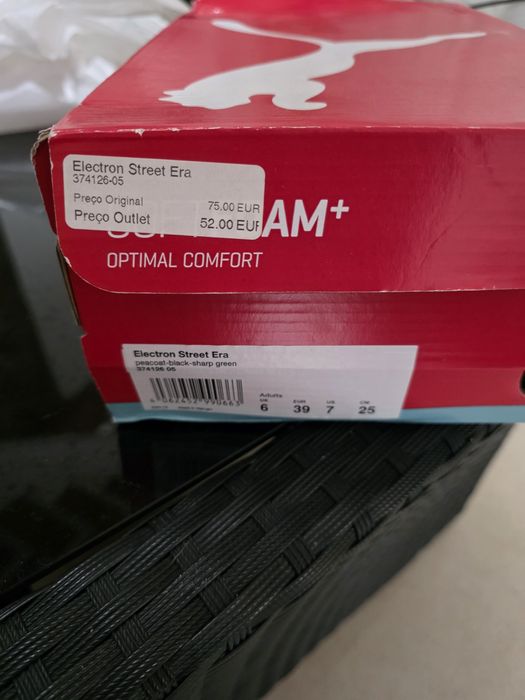 Electron Street Era
374126-05
Preço Original 75.00 EUR
Preço Outlet 52.00 EUR
AM+
OPTIMAL COMFORT
Electron Street Era
peacoat-black-sharp green
374126 05
Adults
UK EUR US CM
6 39 7 25
4062452990663